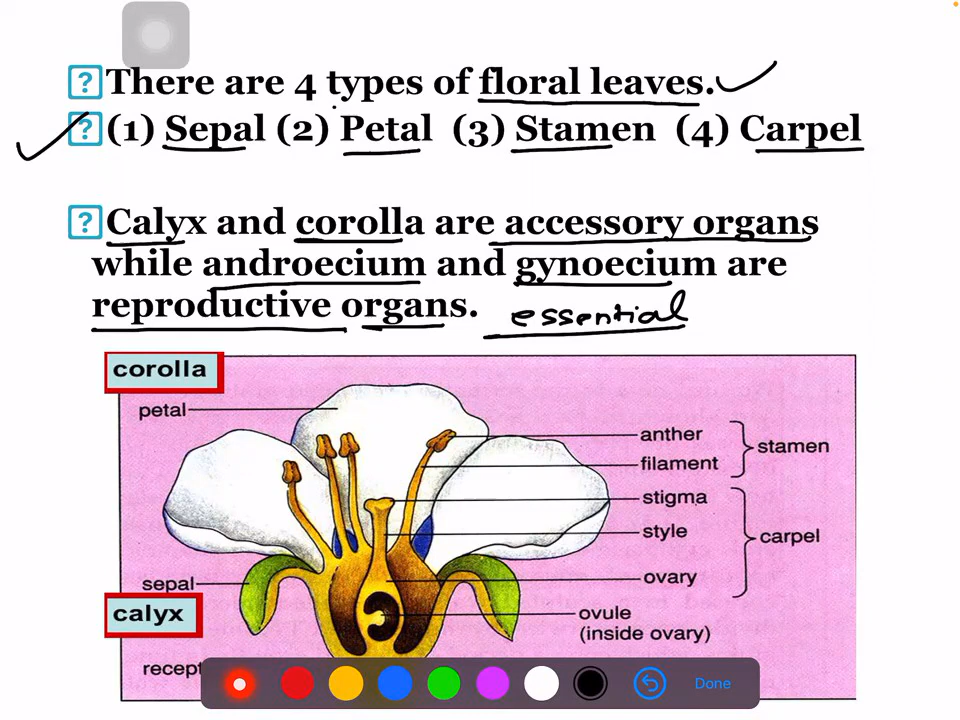 There are 4 types of floral leaves.
(1) Sepal (2) Petal (3) Stamen (4) Carpel
Calyx and corolla are accessory organs
while androecium and gynoecium are
reproductive organs. essential
corolla
petal
anther
stamen
filament
stigma
style
carpel
sepal
ovary
calyx
ovule
(inside ovary)
recept
Done